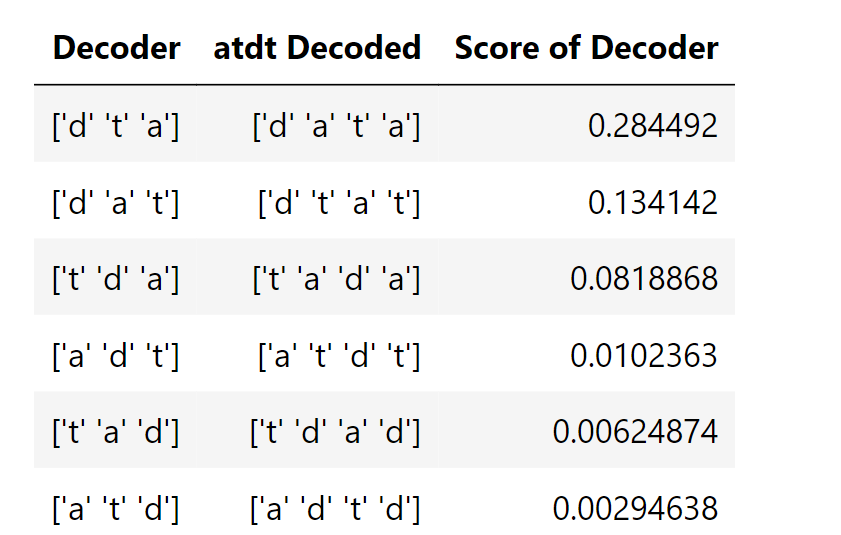 Decoder atdt Decoded Score of Decoder
['d' 't' 'a'] ['d' 'a' 't' 'a'] 0.284492
['d' 'a' 't'] ['d' 't' 'a' 't'] 0.134142
['t' 'd' 'a'] ['t' 'a' 'd' 'a'] 0.0818868
['a' 'd' 't'] ['a' 't' 'd' 't'] 0.0102363
['t' 'a' 'd'] ['t' 'd' 'a' 'd'] 0.00624874
['a' 't' 'd'] ['a' 'd' 't' 'd'] 0.00294638